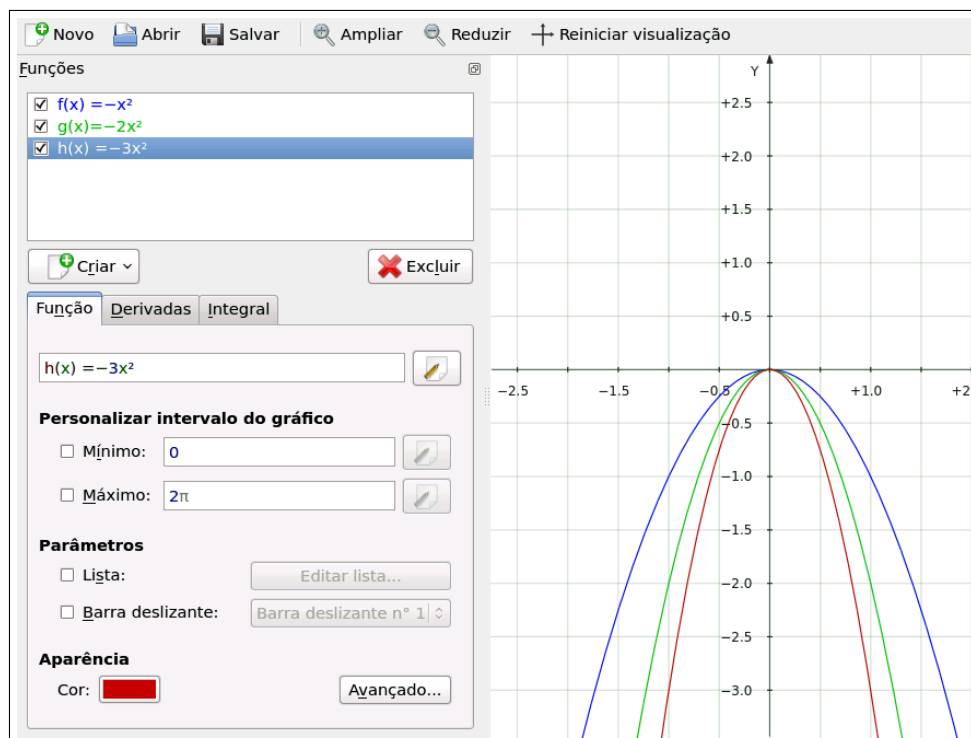 Novo Abrir Salvar Ampliar Reduzir Reiniciar visualização
Funções
f(x) =−x²
g(x)=−2x²
h(x) =−3x²
Criar
Excluir
Função Derivadas Integral
h(x) =−3x²
Personalizar intervalo do gráfico
Mínimo: 0
Máximo: 2π
Parâmetros
Lista: Editar lista...
Barra deslizante: Barra deslizante n° 1
Aparência
Cor: Avançado...
Y
+2.5
+2.0
+1.5
+1.0
+0.5
−2.5 −1.5 −0.5 +1.0 +2
−0.5
−1.0
−1.5
−2.0
−2.5
−3.0